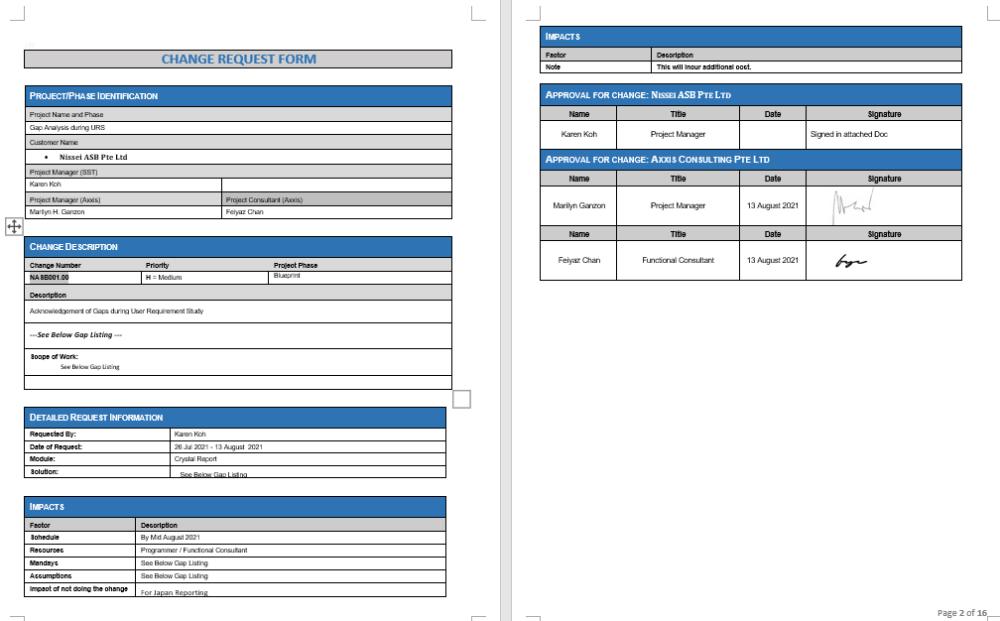 CHANGE REQUEST FORM
PROJECT/PHASE IDENTIFICATION
Project Name and Phase
Gap Analysis during URS
Customer Name
• Nissei ASB Pte Ltd
Project Manager (SST)
Karen Koh
Project Manager (Axxis) Project Consultant (Axxis)
Marilyn H. Ganzon Feiyaz Chan
CHANGE DESCRIPTION
Change Number Priority Project Phase
NASB001.00 H = Medium Blueprint
Description
Acknowledgement of Gaps during User Requirement Study
---See Below Gap Listing ---
Scope of Work:
See Below Gap Listing
DETAILED REQUEST INFORMATION
Requested By: Karen Koh
Date of Request: 26 Jul 2021 - 13 August 2021
Module: Crystal Report
Solution: See Below Gap Listing
IMPACTS
Factor Description
Schedule By Mid August 2021
Resources Programmer / Functional Consultant
Mandays See Below Gap Listing
Assumptions See Below Gap Listing
Impact of not doing the change For Japan Reporting
IMPACTS
Factor Description
Note This will incur additional cost.
APPROVAL FOR CHANGE: NISSEI ASB PTE LTD
Name Title Date Signature
Karen Koh Project Manager Signed in attached Doc
APPROVAL FOR CHANGE: AXXIS CONSULTING PTE LTD
Name Title Date Signature
Marilyn Ganzon Project Manager 13 August 2021
Name Title Date Signature
Feiyaz Chan Functional Consultant 13 August 2021
Page 2 of 16